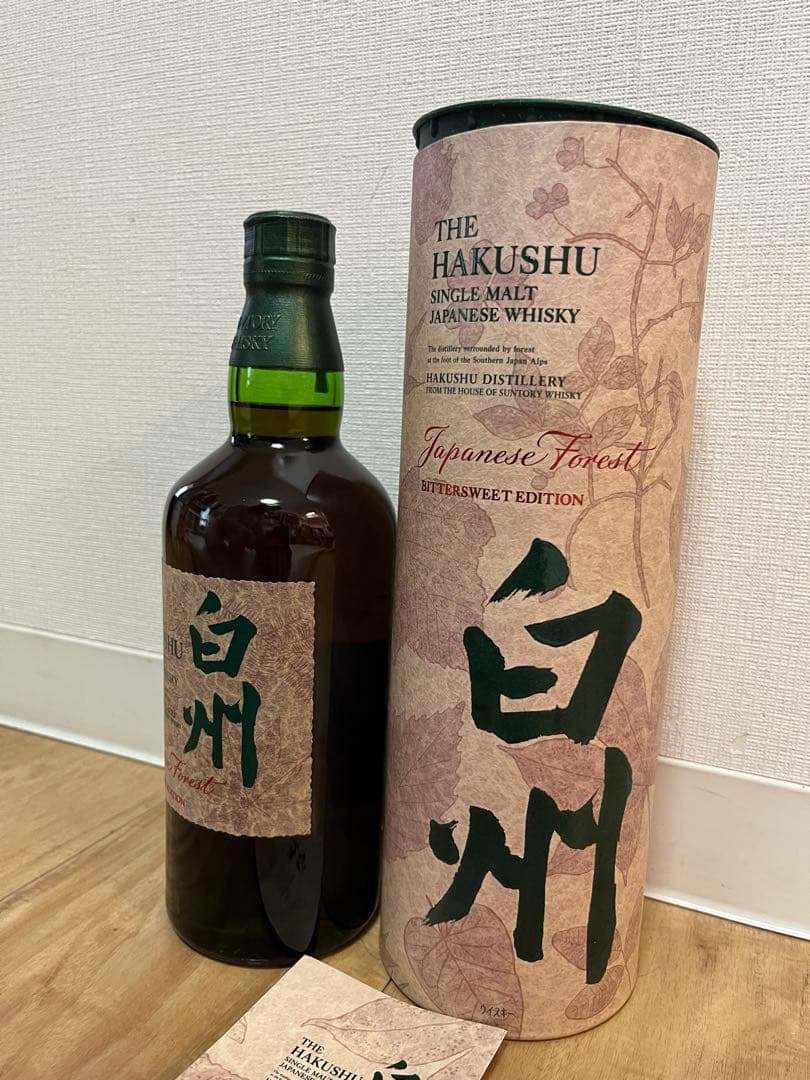 THE
HAKUSHU
SINGLE MALT
JAPANESE WHISKY
The distillery surrounded by forest
at the foot of the Southern Japan Alps
HAKUSHU DISTILLERY
FROM THE HOUSE OF SUNTORY WHISKY
Japanese Forest
BITTERSWEET EDITION
白州
ウイスキー
白州
Forest
THE
HAKUSHU
SINGLE MALT